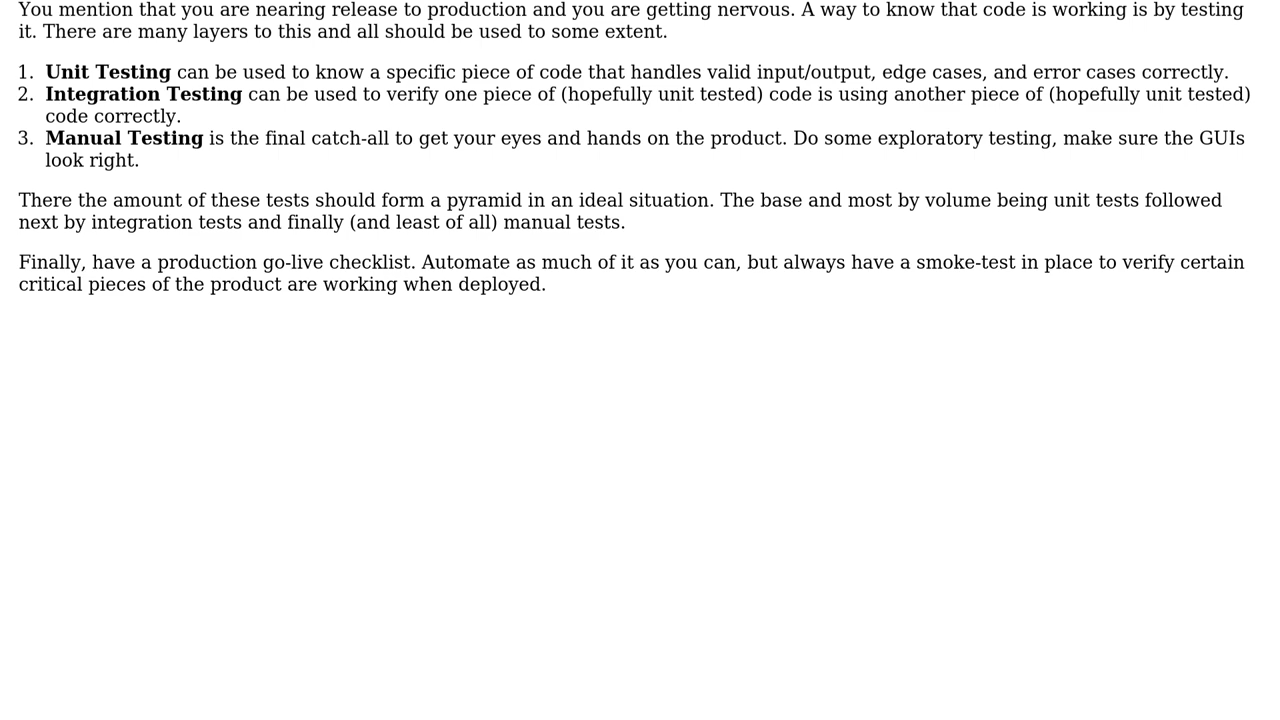 You mention that you are nearing release to production and you are getting nervous. A way to know that code is working is by testing
it. There are many layers to this and all should be used to some extent.
1. Unit Testing can be used to know a specific piece of code that handles valid input/output, edge cases, and error cases correctly.
2. Integration Testing can be used to verify one piece of (hopefully unit tested) code is using another piece of (hopefully unit tested)
code correctly.
3. Manual Testing is the final catch-all to get your eyes and hands on the product. Do some exploratory testing, make sure the GUIs
look right.
There the amount of these tests should form a pyramid in an ideal situation. The base and most by volume being unit tests followed
next by integration tests and finally (and least of all) manual tests.
Finally, have a production go-live checklist. Automate as much of it as you can, but always have a smoke-test in place to verify certain
critical pieces of the product are working when deployed.